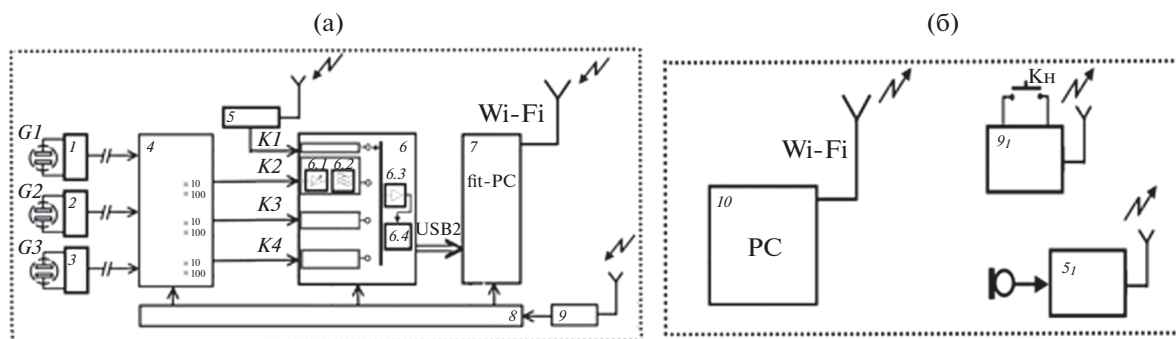 (а)
(б)
G1
1
G2
2
G3
3
4
*10
*100
*10
*100
*10
*100
5
K1
K2
K3
K4
6
6.1
6.2
6.3
6.4
USB2
7
fit-PC
Wi-Fi
8
9
10
PC
Wi-Fi
Кн
9₁
5₁